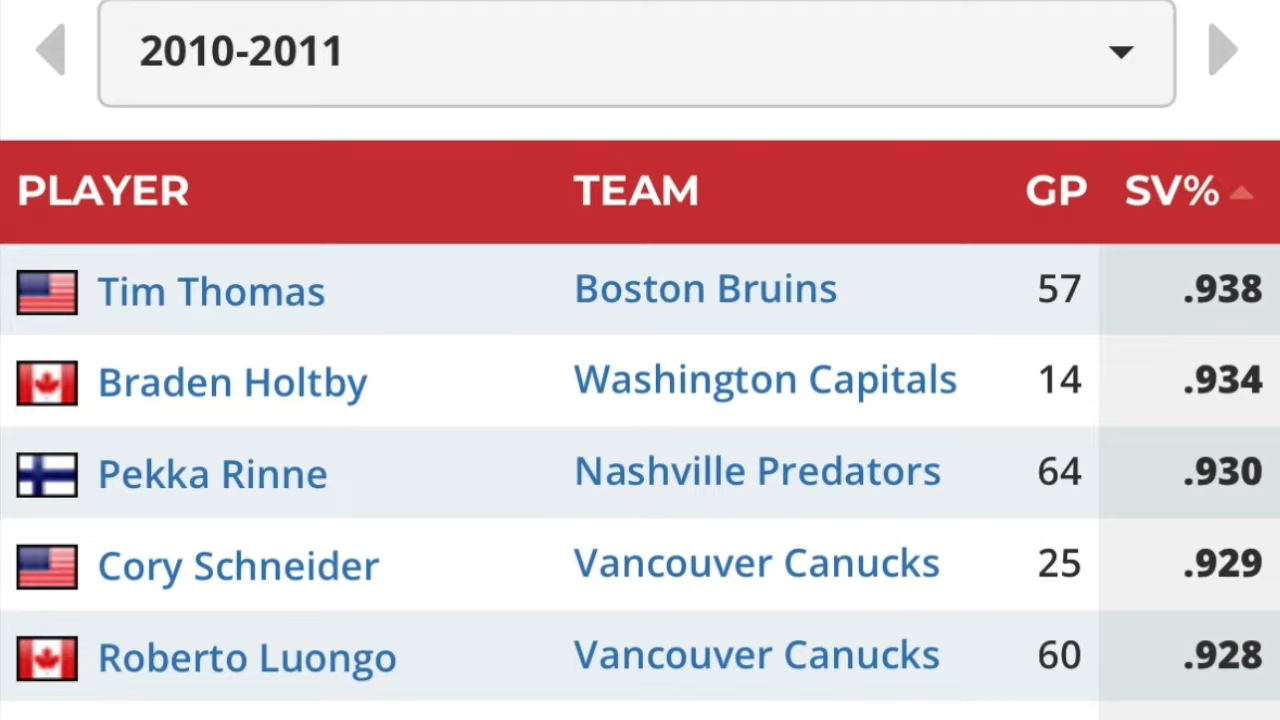 2010-2011
PLAYER TEAM GP SV%
Tim Thomas Boston Bruins 57 .938
Braden Holtby Washington Capitals 14 .934
Pekka Rinne Nashville Predators 64 .930
Cory Schneider Vancouver Canucks 25 .929
Roberto Luongo Vancouver Canucks 60 .928